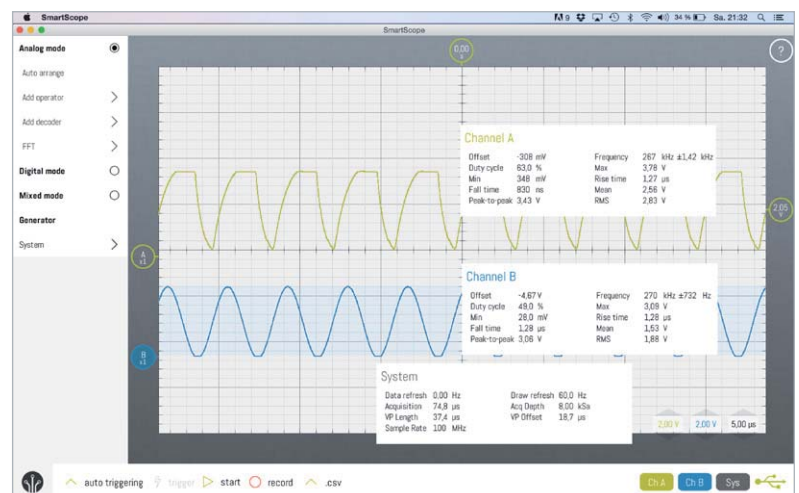 SmartScope 9 34 % Sa. 21:32
SmartScope
Analog mode
Auto arrange
Add operator
Add decoder
FFT
Digital mode
Mixed mode
Generator
System
0,00
s
?
Channel A
Offset -308 mV Frequency 267 kHz ±1,42 kHz
Duty cycle 63,0 % Max 3,78 V
Min 348 mV Rise time 1,27 µs
Fall time 830 ns Mean 2,56 V
Peak-to-peak 3,43 V RMS 2,83 V
2,05
V
A
x1
Channel B
Offset -4,67 V Frequency 270 kHz ±732 Hz
Duty cycle 49,0 % Max 3,09 V
Min 28,0 mV Rise time 1,28 µs
Fall time 1,28 µs Mean 1,53 V
Peak-to-peak 3,06 V RMS 1,88 V
B
x1
System
Data refresh 0,00 Hz Draw refresh 60,0 Hz
Acquisition 74,8 µs Acq Depth 8,00 kSa
VP Length 37,4 µs VP Offset 18,7 µs
Sample Rate 100 MHz
2,00 V 2,00 V 5,00 µs
auto triggering trigger start record .csv
Ch A Ch B Sys